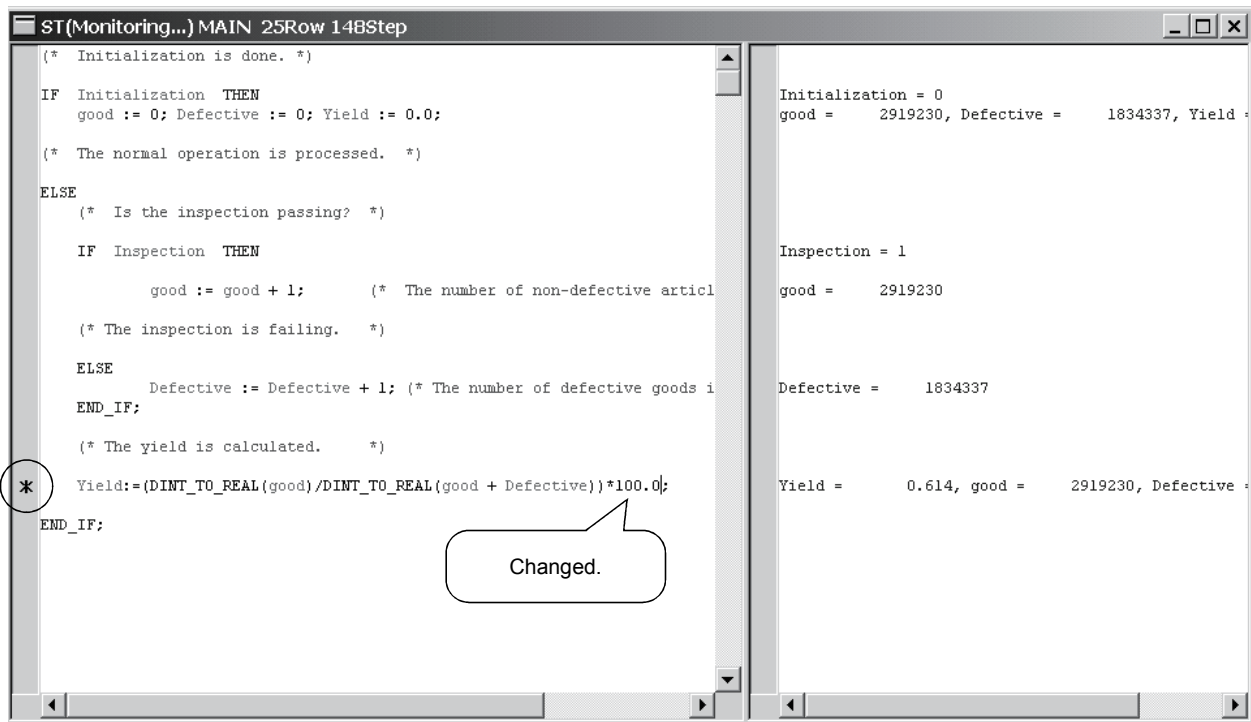 ST(Monitoring...) MAIN 25Row 148Step
(* Initialization is done. *)
IF Initialization THEN
good := 0; Defective := 0; Yield := 0.0;
(* The normal operation is processed. *)
ELSE
(* Is the inspection passing? *)
IF Inspection THEN
good := good + 1; (* The number of non-defective articl
(* The inspection is failing. *)
ELSE
Defective := Defective + 1; (* The number of defective goods i
END_IF;
(* The yield is calculated. *)
* Yield:=(DINT_TO_REAL(good)/DINT_TO_REAL(good + Defective))*100.0;
END_IF;
Changed.
Initialization = 0
good = 2919230, Defective = 1834337, Yield =
Inspection = 1
good = 2919230
Defective = 1834337
Yield = 0.614, good = 2919230, Defective =